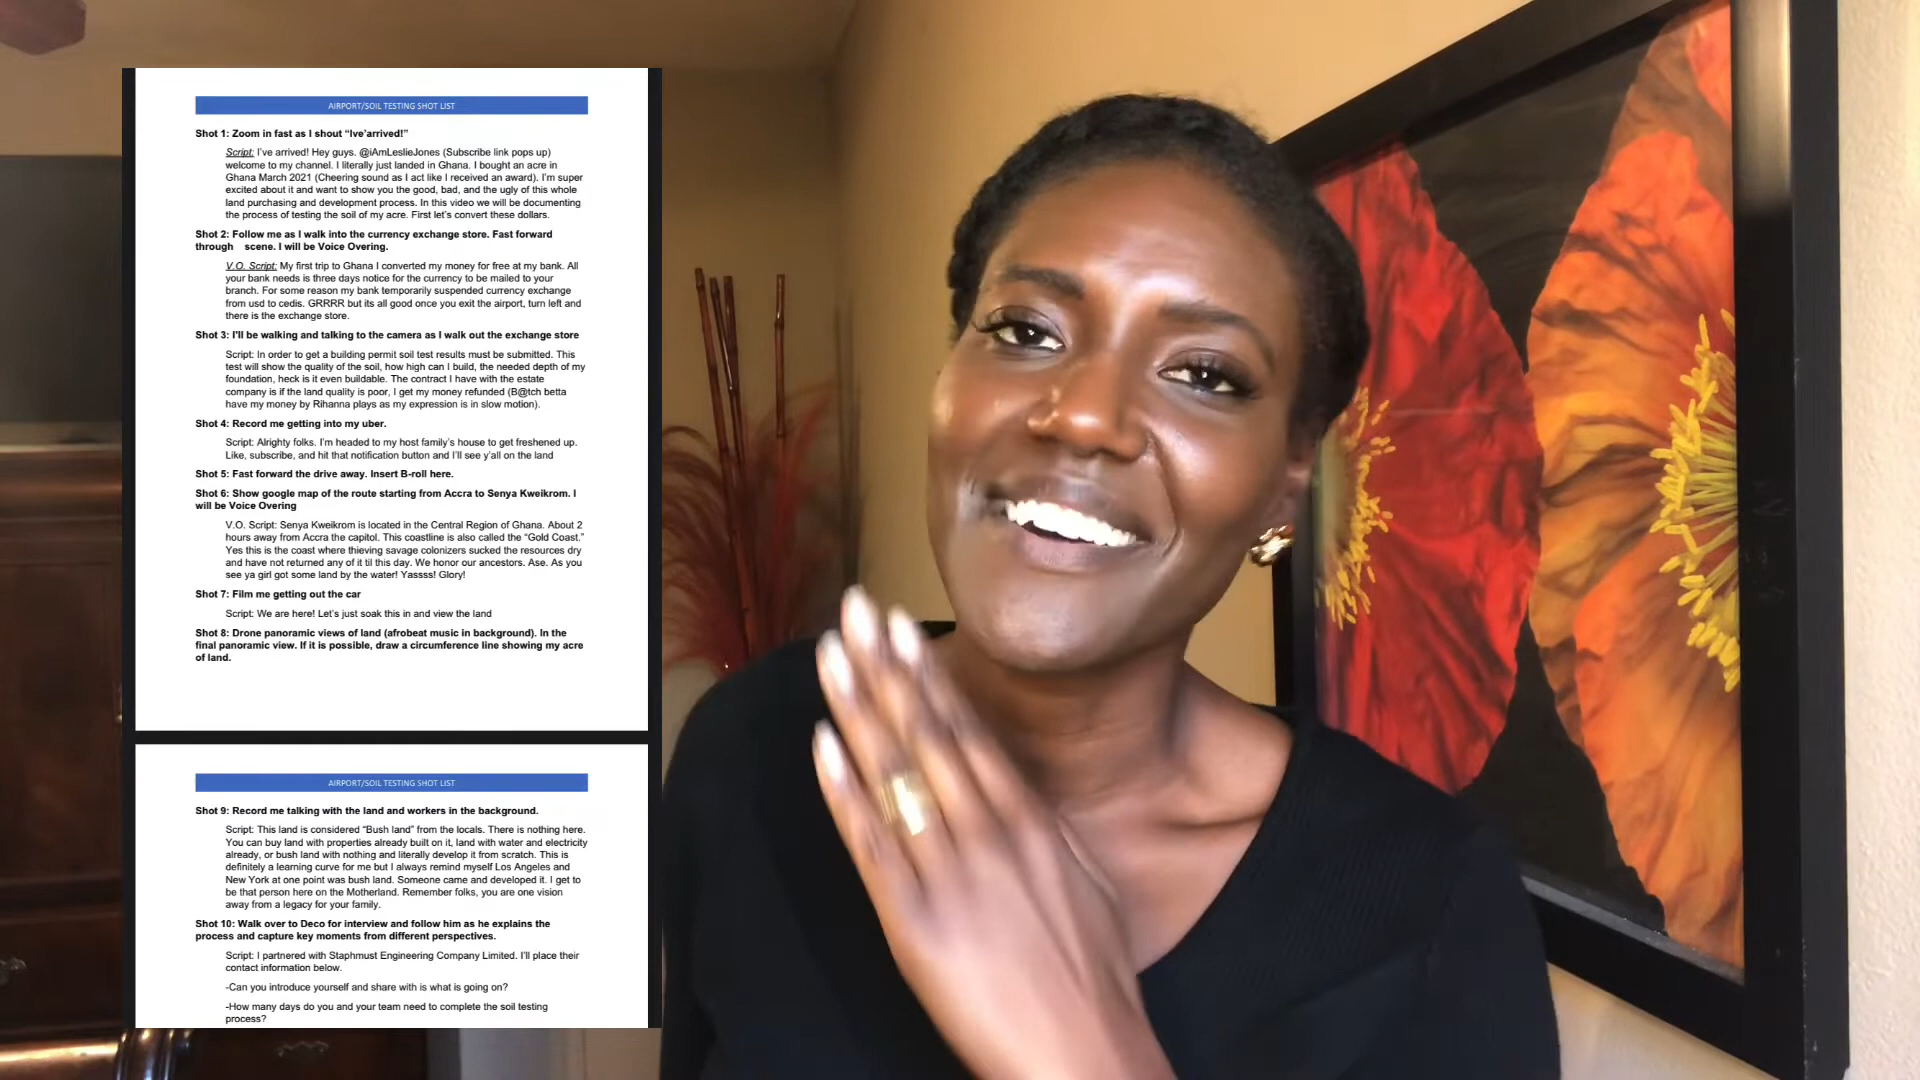 AIRPORT/SOIL TESTING SHOT LIST
Shot 1: Zoom in fast as I shout “Ive’arrived!”
Script: I’ve arrived! Hey guys. @iAmLeslieJones (Subscribe link pops up)
welcome to my channel. I literally just landed in Ghana. I bought an acre in
Ghana March 2021 (Cheering sound as I act like I received an award). I’m super
excited about it and want to show you the good, bad, and the ugly of this whole
land purchasing and development process. In this video we will be documenting
the process of testing the soil of my acre. First let’s convert these dollars.
Shot 2: Follow me as I walk into the currency exchange store. Fast forward
through scene. I will be Voice Overing.
V.O. Script: My first trip to Ghana I converted my money for free at my bank. All
your bank needs is three days notice for the currency to be mailed to your
branch. For some reason my bank temporarily suspended currency exchange
from usd to cedis. GRRRR but its all good once you exit the airport, turn left and
there is the exchange store.
Shot 3: I’ll be walking and talking to the camera as I walk out the exchange store
Script: In order to get a building permit soil test results must be submitted. This
test will show the quality of the soil, how high can I build, the needed depth of my
foundation, heck is it even buildable. The contract I have with the estate
company is if the land quality is poor, I get my money refunded (B@tch betta
have my money by Rihanna plays as my expression is in slow motion).
Shot 4: Record me getting into my uber.
Script: Alrighty folks. I’m headed to my host family’s house to get freshened up.
Like, subscribe, and hit that notification button and I’ll see y’all on the land
Shot 5: Fast forward the drive away. Insert B-roll here.
Shot 6: Show google map of the route starting from Accra to Senya Kweikrom. I
will be Voice Overing
V.O. Script: Senya Kweikrom is located in the Central Region of Ghana. About 2
hours away from Accra the capitol. This coastline is also called the “Gold Coast.”
Yes this is the coast where thieving savage colonizers sucked the resources dry
and have not returned any of it til this day. We honor our ancestors. Ase. As you
see ya girl got some land by the water! Yassss! Glory!
Shot 7: Film me getting out the car
Script: We are here! Let’s just soak this in and view the land
Shot 8: Drone panoramic views of land (afrobeat music in background). In the
final panoramic view. If it is possible, draw a circumference line showing my acre
of land.
AIRPORT/SOIL TESTING SHOT LIST
Shot 9: Record me talking with the land and workers in the background.
Script: This land is considered “Bush land” from the locals. There is nothing here.
You can buy land with properties already built on it, land with water and electricity
already, or bush land with nothing and literally develop it from scratch. This is
definitely a learning curve for me but I always remind myself Los Angeles and
New York at one point was bush land. Someone came and developed it. I get to
be that person here on the Motherland. Remember folks, you are one vision
away from a legacy for your family.
Shot 10: Walk over to Deco for interview and follow him as he explains the
process and capture key moments from different perspectives.
Script: I partnered with Staphmust Engineering Company Limited. I’ll place their
contact information below.
-Can you introduce yourself and share with is what is going on?
-How many days do you and your team need to complete the soil testing
process?